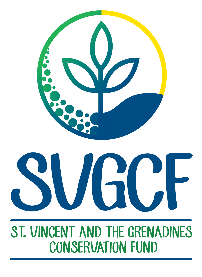 SVGCF
ST. VINCENT AND THE GRENADINES
CONSERVATION FUND